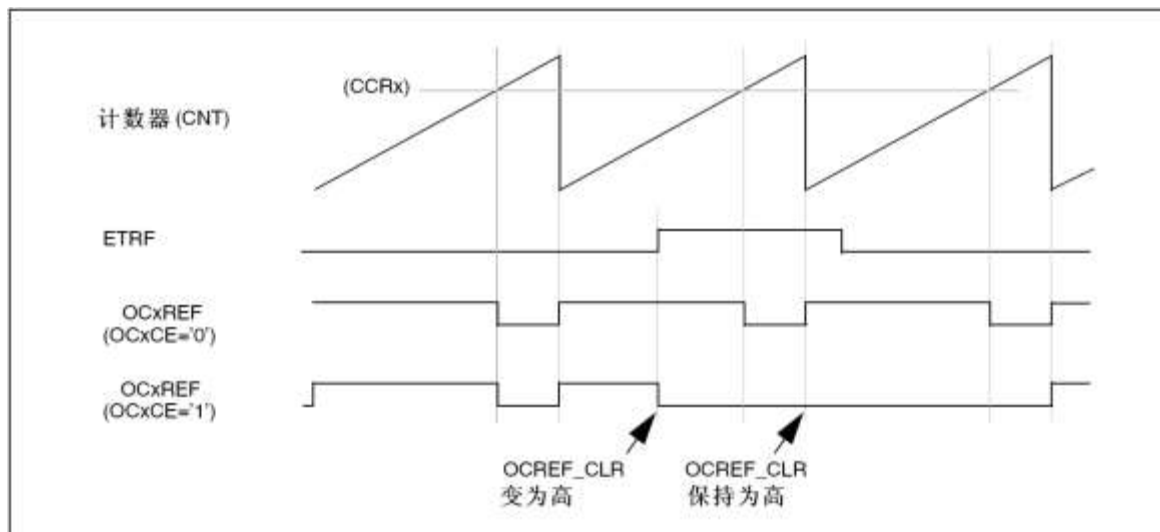 (CCRx)
计数器(CNT)
ETRF
OCxREF
(OCxCE='0')
OCxREF
(OCxCE='1')
OCREF_CLR
变为高
OCREF_CLR
保持为高